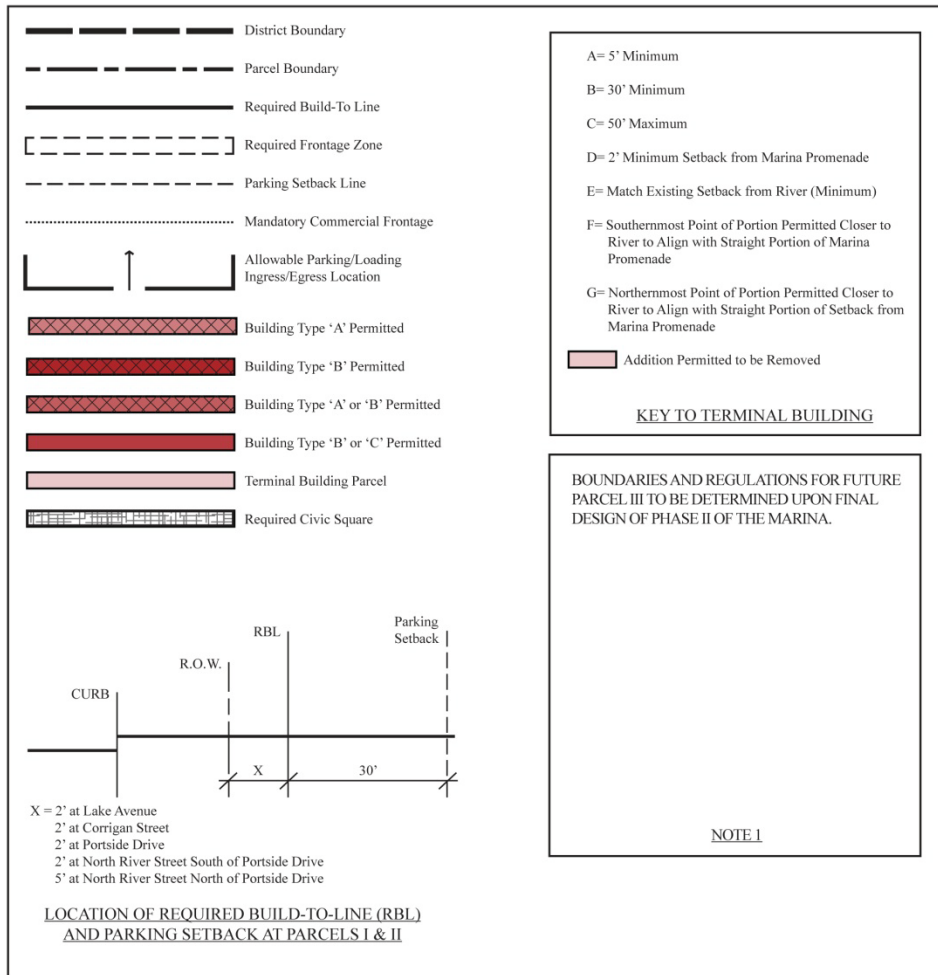 District Boundary
Parcel Boundary
Required Build-To Line
Required Frontage Zone
Parking Setback Line
Mandatory Commercial Frontage
Allowable Parking/Loading
Ingress/Egress Location
Building Type ‘A’ Permitted
Building Type ‘B’ Permitted
Building Type ‘A’ or ‘B’ Permitted
Building Type ‘B’ or ‘C’ Permitted
Terminal Building Parcel
Required Civic Square
A= 5’ Minimum
B= 30’ Minimum
C= 50’ Maximum
D= 2’ Minimum Setback from Marina Promenade
E= Match Existing Setback from River (Minimum)
F= Southernmost Point of Portion Permitted Closer to
River to Align with Straight Portion of Marina
Promenade
G= Northernmost Point of Portion Permitted Closer to
River to Align with Straight Portion of Setback from
Marina Promenade
Addition Permitted to be Removed
KEY TO TERMINAL BUILDING
BOUNDARIES AND REGULATIONS FOR FUTURE
PARCEL III TO BE DETERMINED UPON FINAL
DESIGN OF PHASE II OF THE MARINA.
NOTE 1
CURB
R.O.W.
RBL
Parking
Setback
X
30’
X = 2’ at Lake Avenue
2’ at Corrigan Street
2’ at Portside Drive
2’ at North River Street South of Portside Drive
5’ at North River Street North of Portside Drive
LOCATION OF REQUIRED BUILD-TO-LINE (RBL)
AND PARKING SETBACK AT PARCELS I & II